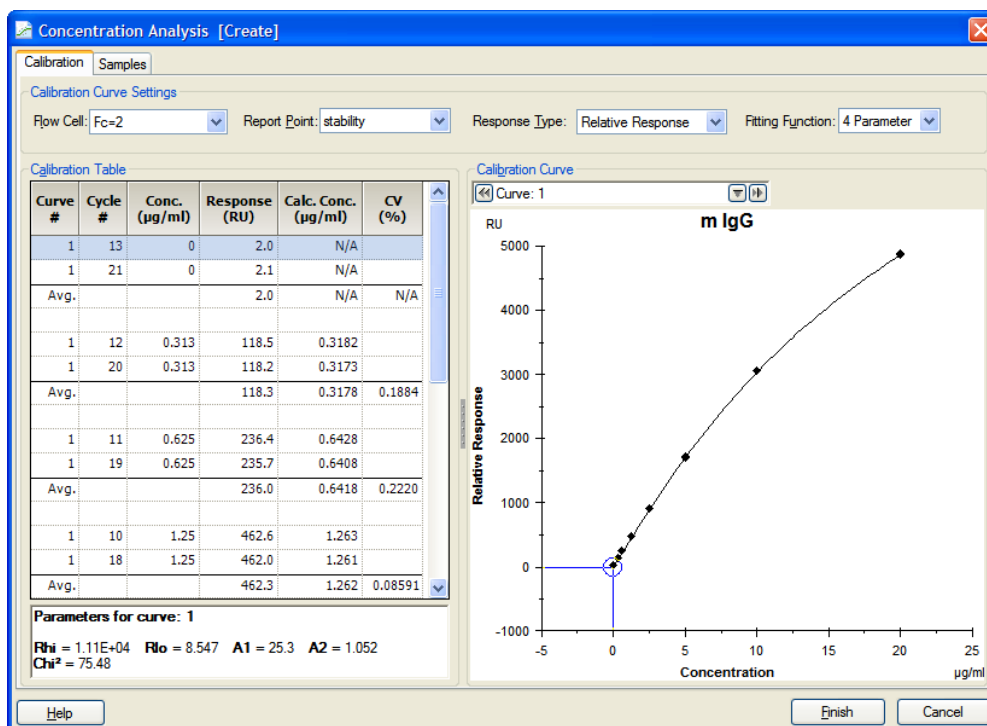 Concentration Analysis [Create]
Calibration Samples
Calibration Curve Settings
Flow Cell: Fc=2 Report Point: stability Response Type: Relative Response Fitting Function: 4 Parameter
Calibration Table
Curve # Cycle # Conc. (µg/ml) Response (RU) Calc. Conc. (µg/ml) CV (%)
1 13 0 2.0 N/A
1 21 0 2.1 N/A
Avg. 2.0 N/A N/A
1 12 0.313 118.5 0.3182
1 20 0.313 118.2 0.3173
Avg. 118.3 0.3178 0.1884
1 11 0.625 236.4 0.6428
1 19 0.625 235.7 0.6408
Avg. 236.0 0.6418 0.2220
1 10 1.25 462.6 1.263
1 18 1.25 462.0 1.261
Avg. 462.3 1.262 0.08591
Parameters for curve: 1
Rhi = 1.11E+04 Rlo = 8.547 A1 = 25.3 A2 = 1.052
Chi² = 75.48
Calibration Curve
Curve: 1
RU
m IgG
5000
4000
3000
2000
1000
0
-1000
Relative Response
-5 0 5 10 15 20 25
Concentration
µg/ml
Help Finish Cancel